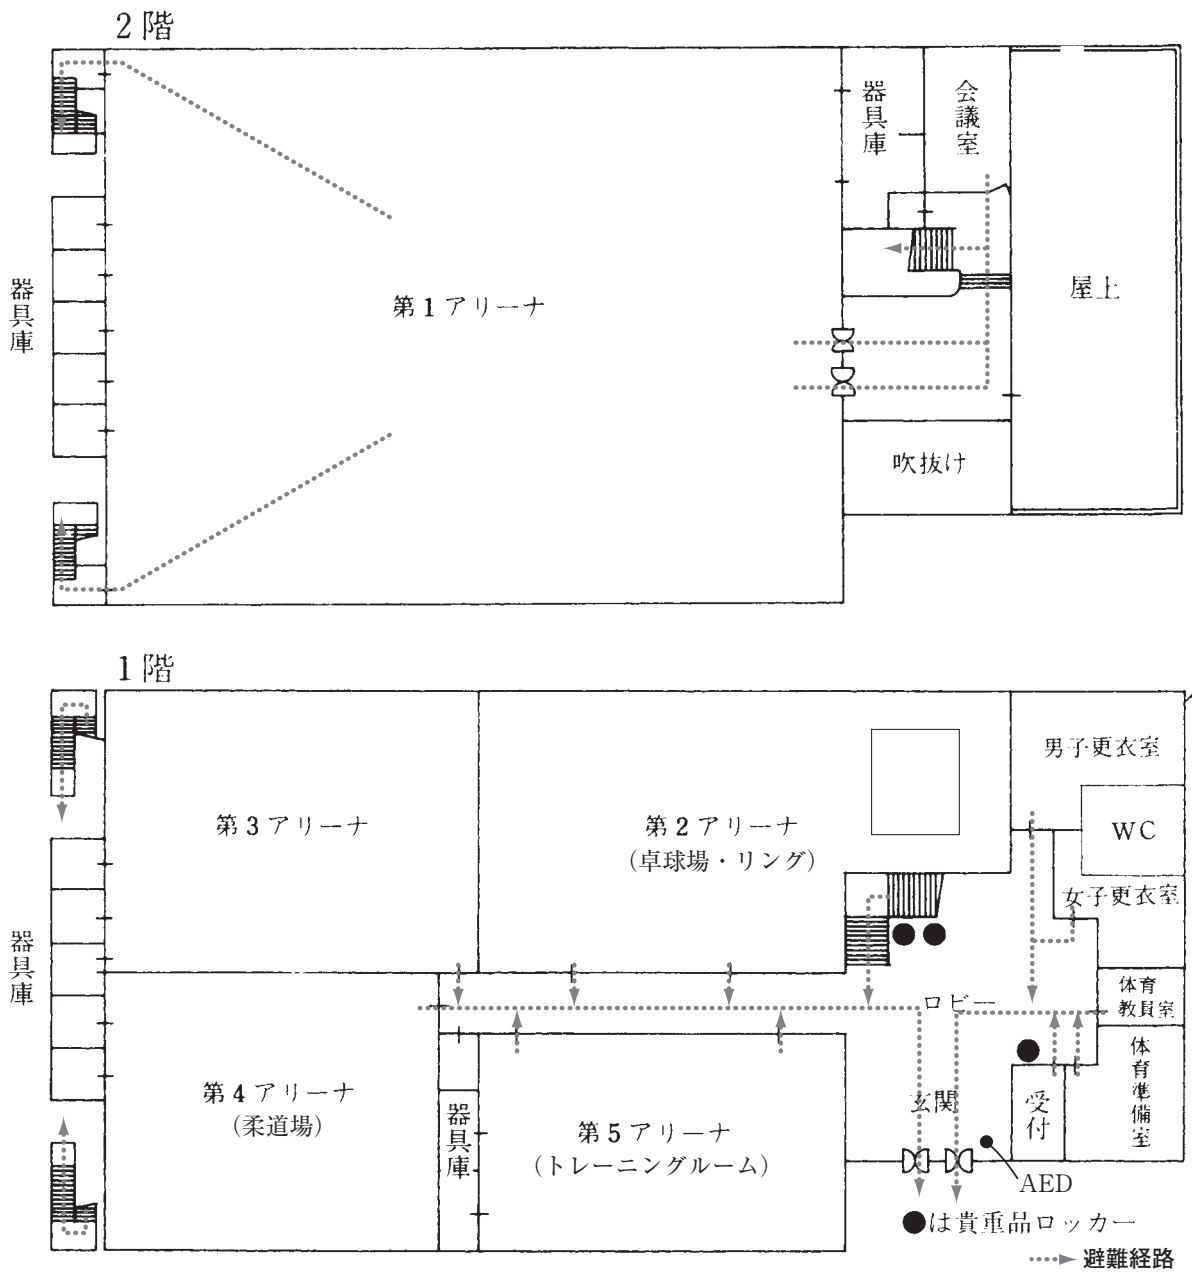 2階
器具庫
会議室
器具庫
第1アリーナ
屋上
吹抜け
1階
男子更衣室
第3アリーナ
第2アリーナ
(卓球場・リング)
WC
女子更衣室
器具庫
ロビー
体育
教員室
第4アリーナ
(柔道場)
器具庫
第5アリーナ
(トレーニングルーム)
玄関
受付
体育準備室
AED
●は貴重品ロッカー
避難経路